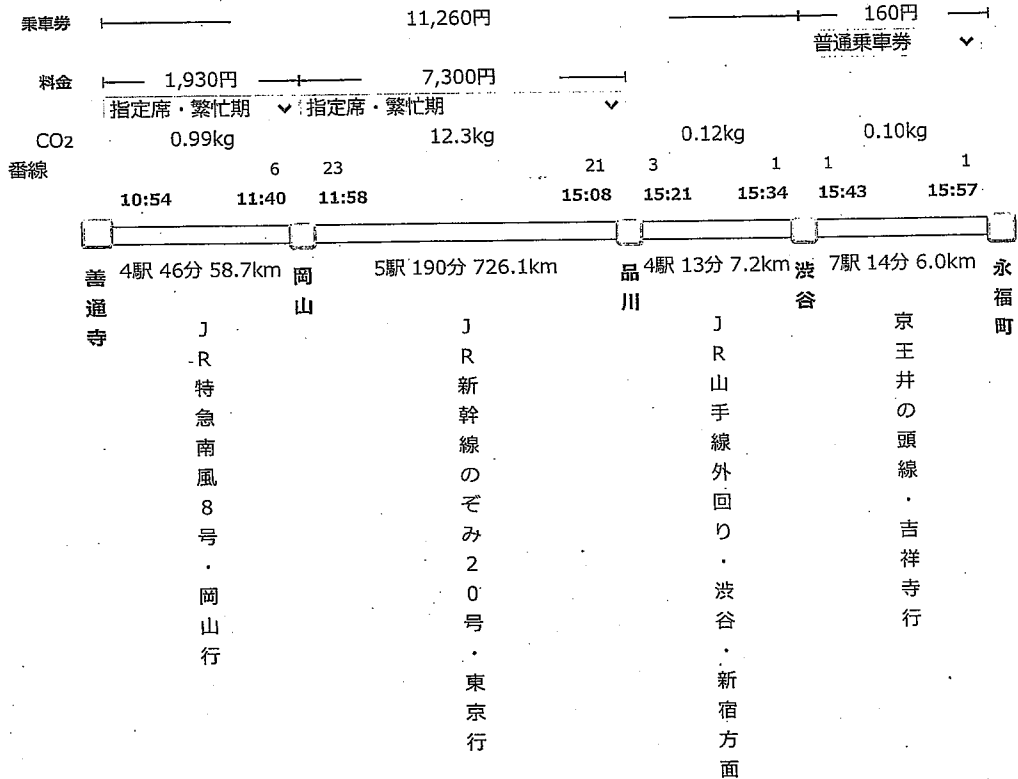 乗車券 11,260円 160円
普通乗車券
料金 1,930円 7,300円
指定席・繁忙期 指定席・繁忙期
CO2 0.99kg 12.3kg 0.12kg 0.10kg
番線 6 23 21 3 1 1 1
10:54 11:40 11:58 15:08 15:21 15:34 15:43 15:57
4駅 46分 58.7km 5駅 190分 726.1km 4駅 13分 7.2km 7駅 14分 6.0km
善通寺
岡山
品川
渋谷
永福町
JR特急南風8号・岡山行
JR新幹線のぞみ20号・東京行
JR山手線外回り・渋谷・新宿方面
京王井の頭線・吉祥寺行